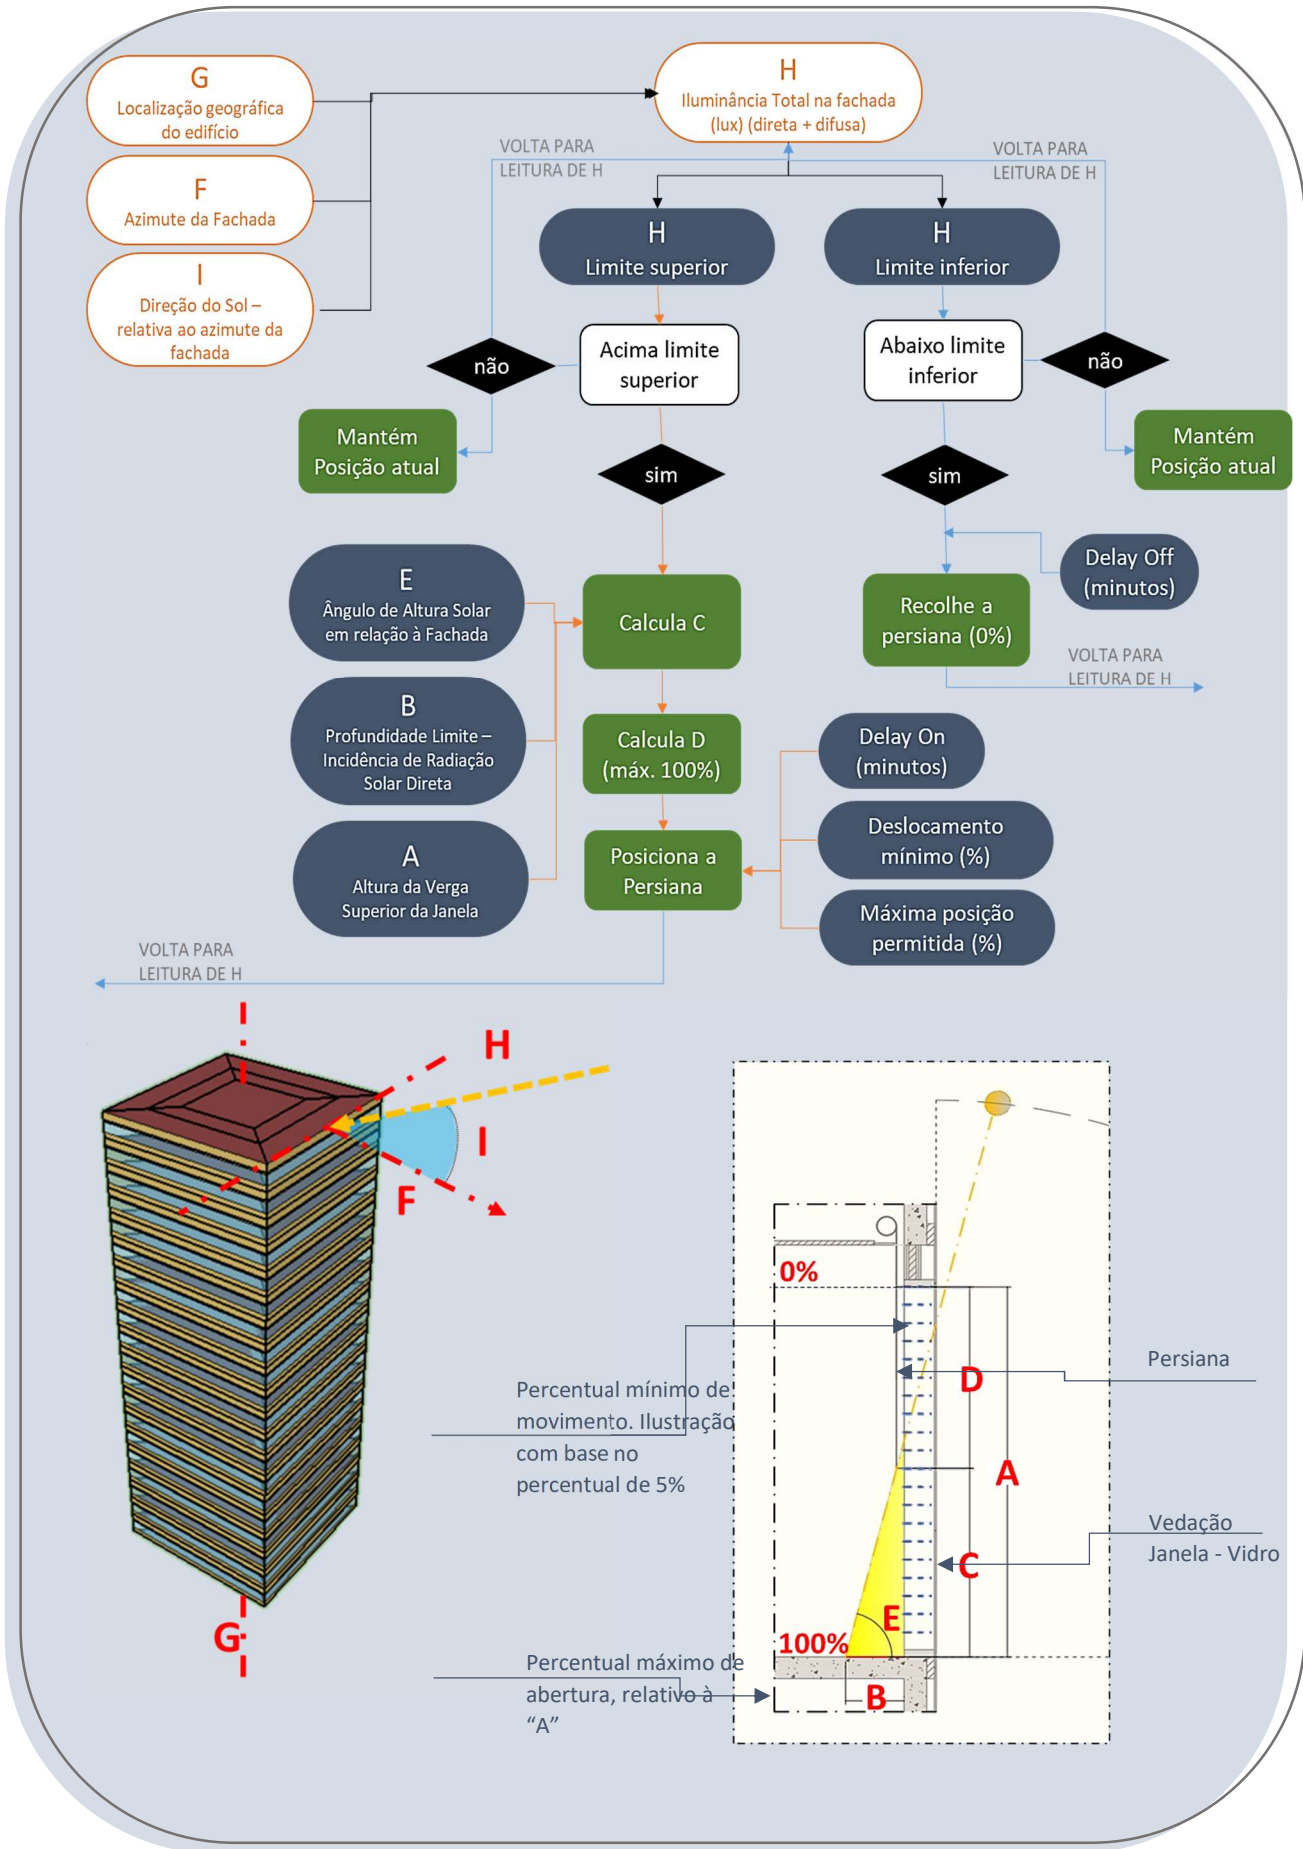 G
Localização geográfica
do edifício
H
Iluminância Total na fachada
(lux) (direta + difusa)
F
Azimute da Fachada
I
Direção do Sol –
relativa ao azimute da
fachada
VOLTA PARA
LEITURA DE H
VOLTA PARA
LEITURA DE H
H
Limite superior
H
Limite inferior
não
Acima limite
superior
Abaixo limite
inferior
não
Mantém
Posição atual
sim
sim
Mantém
Posição atual
E
Ângulo de Altura Solar
em relação à Fachada
Calcula C
Recolhe a
persiana (0%)
Delay Off
(minutos)
VOLTA PARA
LEITURA DE H
B
Profundidade Limite –
Incidência de Radiação
Solar Direta
Calcula D
(máx. 100%)
Delay On
(minutos)
A
Altura da Verga
Superior da Janela
Posiciona a
Persiana
Deslocamento
mínimo (%)
Máxima posição
permitida (%)
VOLTA PARA
LEITURA DE H
H
I
F
G
0%
D
A
C
E
100%
B
Persiana
Percentual mínimo de
movimento. Ilustração
com base no
percentual de 5%
Vedação
Janela - Vidro
Percentual máximo de
abertura, relativo à
“A”